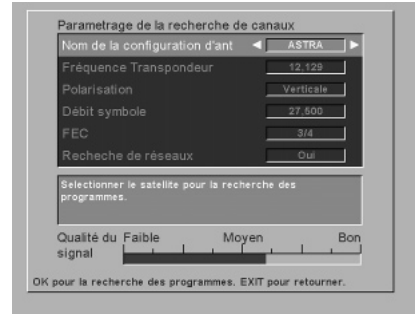 Parametrage de la recherche de canaux
Nom de la configuration d'ant ASTRA
Fréquence Transpondeur 12,129
Polarisation Verticale
Débit symbole 27,500
FEC 3/4
Recheche de réseaux Oui
Selectionner le satellite pour la recherche des
programmes.
Qualité du signal Faible Moyen Bon
OK pour la recherche des programmes. EXIT pour retourner.